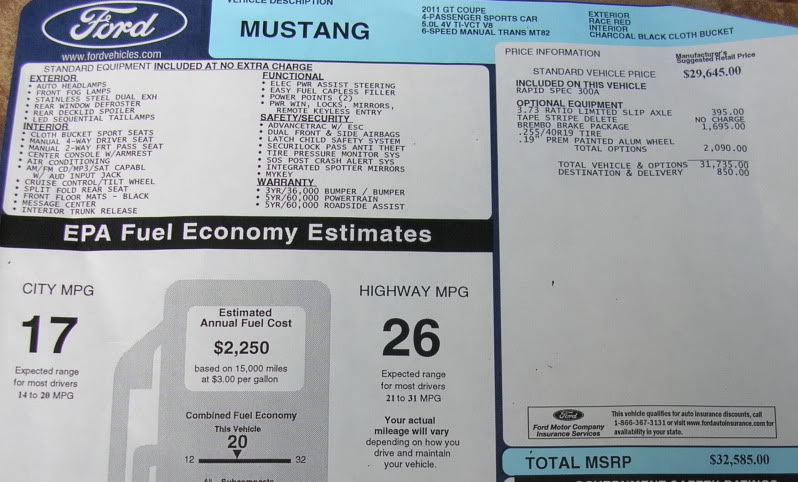 VEHICLE DESCRIPTION
Ford
www.fordvehicles.com
MUSTANG
2011 GT COUPE
4-PASSENGER SPORTS CAR
5.0L 4V TI-VCT V8
6-SPEED MANUAL TRANS MT82
EXTERIOR
RACE RED
INTERIOR
CHARCOAL BLACK CLOTH BUCKET
STANDARD EQUIPMENT INCLUDED AT NO EXTRA CHARGE
EXTERIOR
• AUTO HEADLAMPS
• FRONT FOG LAMPS
• STAINLESS STEEL DUAL EXH
• REAR WINDOW DEFROSTER
• REAR DECKLID SPOILER
• LED SEQUENTIAL TAILLAMPS
INTERIOR
• CLOTH BUCKET SPORT SEATS
• MANUAL 4-WAY DRIVER SEAT
• MANUAL 2-WAY FRT PASS SEAT
• CENTER CONSOLE W/ARMREST
• AIR CONDITIONING
• AM/FM CD/MP3/SAT CAPABL
W/ AUD INPUT JACK
• CRUISE CONTROL/TILT WHEEL
• SPLIT FOLD REAR SEAT
• FRONT FLOOR MATS - BLACK
• MESSAGE CENTER
• INTERIOR TRUNK RELEASE
FUNCTIONAL
• ELEC PWR ASSIST STEERING
• EASY FUEL CAPLESS FILLER
• POWER POINTS (2)
• PWR WIN, LOCKS, MIRRORS,
REMOTE KEYLESS ENTRY
SAFETY/SECURITY
• ADVANCETRAC W/ ESC
• DUAL FRONT & SIDE AIRBAGS
• LATCH CHILD SAFETY SYSTEM
• SECURILOCK PASS ANTI THEFT
• TIRE PRESSURE MONITOR SYS
• SOS POST CRASH ALERT SYS
• INTEGRATED SPOTTER MIRRORS
• MYKEY
WARRANTY
• 3YR/36,000 BUMPER / BUMPER
• 5YR/60,000 POWERTRAIN
• 5YR/60,000 ROADSIDE ASSIST
PRICE INFORMATION
Manufacturer's
Suggested Retail Price
STANDARD VEHICLE PRICE $29,645.00
INCLUDED ON THIS VEHICLE
RAPID SPEC 300A
OPTIONAL EQUIPMENT
3.73 RATIO LIMITED SLIP AXLE 395.00
TAPE STRIPE DELETE NO CHARGE
BREMBO BRAKE PACKAGE 1,695.00
.255/40R19 TIRE
.19" PREM PAINTED ALUM WHEEL
TOTAL OPTIONS 2,090.00
TOTAL VEHICLE & OPTIONS 31,735.00
DESTINATION & DELIVERY 850.00
EPA Fuel Economy Estimates
CITY MPG
17
Expected range
for most drivers
14 to 20 MPG
Estimated
Annual Fuel Cost
$2,250
based on 15,000 miles
at $3.00 per gallon
Combined Fuel Economy
This Vehicle
20
12 32
All Subcompacts
HIGHWAY MPG
26
Expected range
for most drivers
21 to 31 MPG
Your actual
mileage will vary
depending on how you
drive and maintain
your vehicle.
Ford
Ford Motor Company
Insurance Services
This vehicle qualifies for auto insurance discounts, call
1-866-367-3131 or visit www.fordautoinsurance.com for
availability in your state.
TOTAL MSRP $32,585.00
GOVERNMENT SAFETY RATINGS